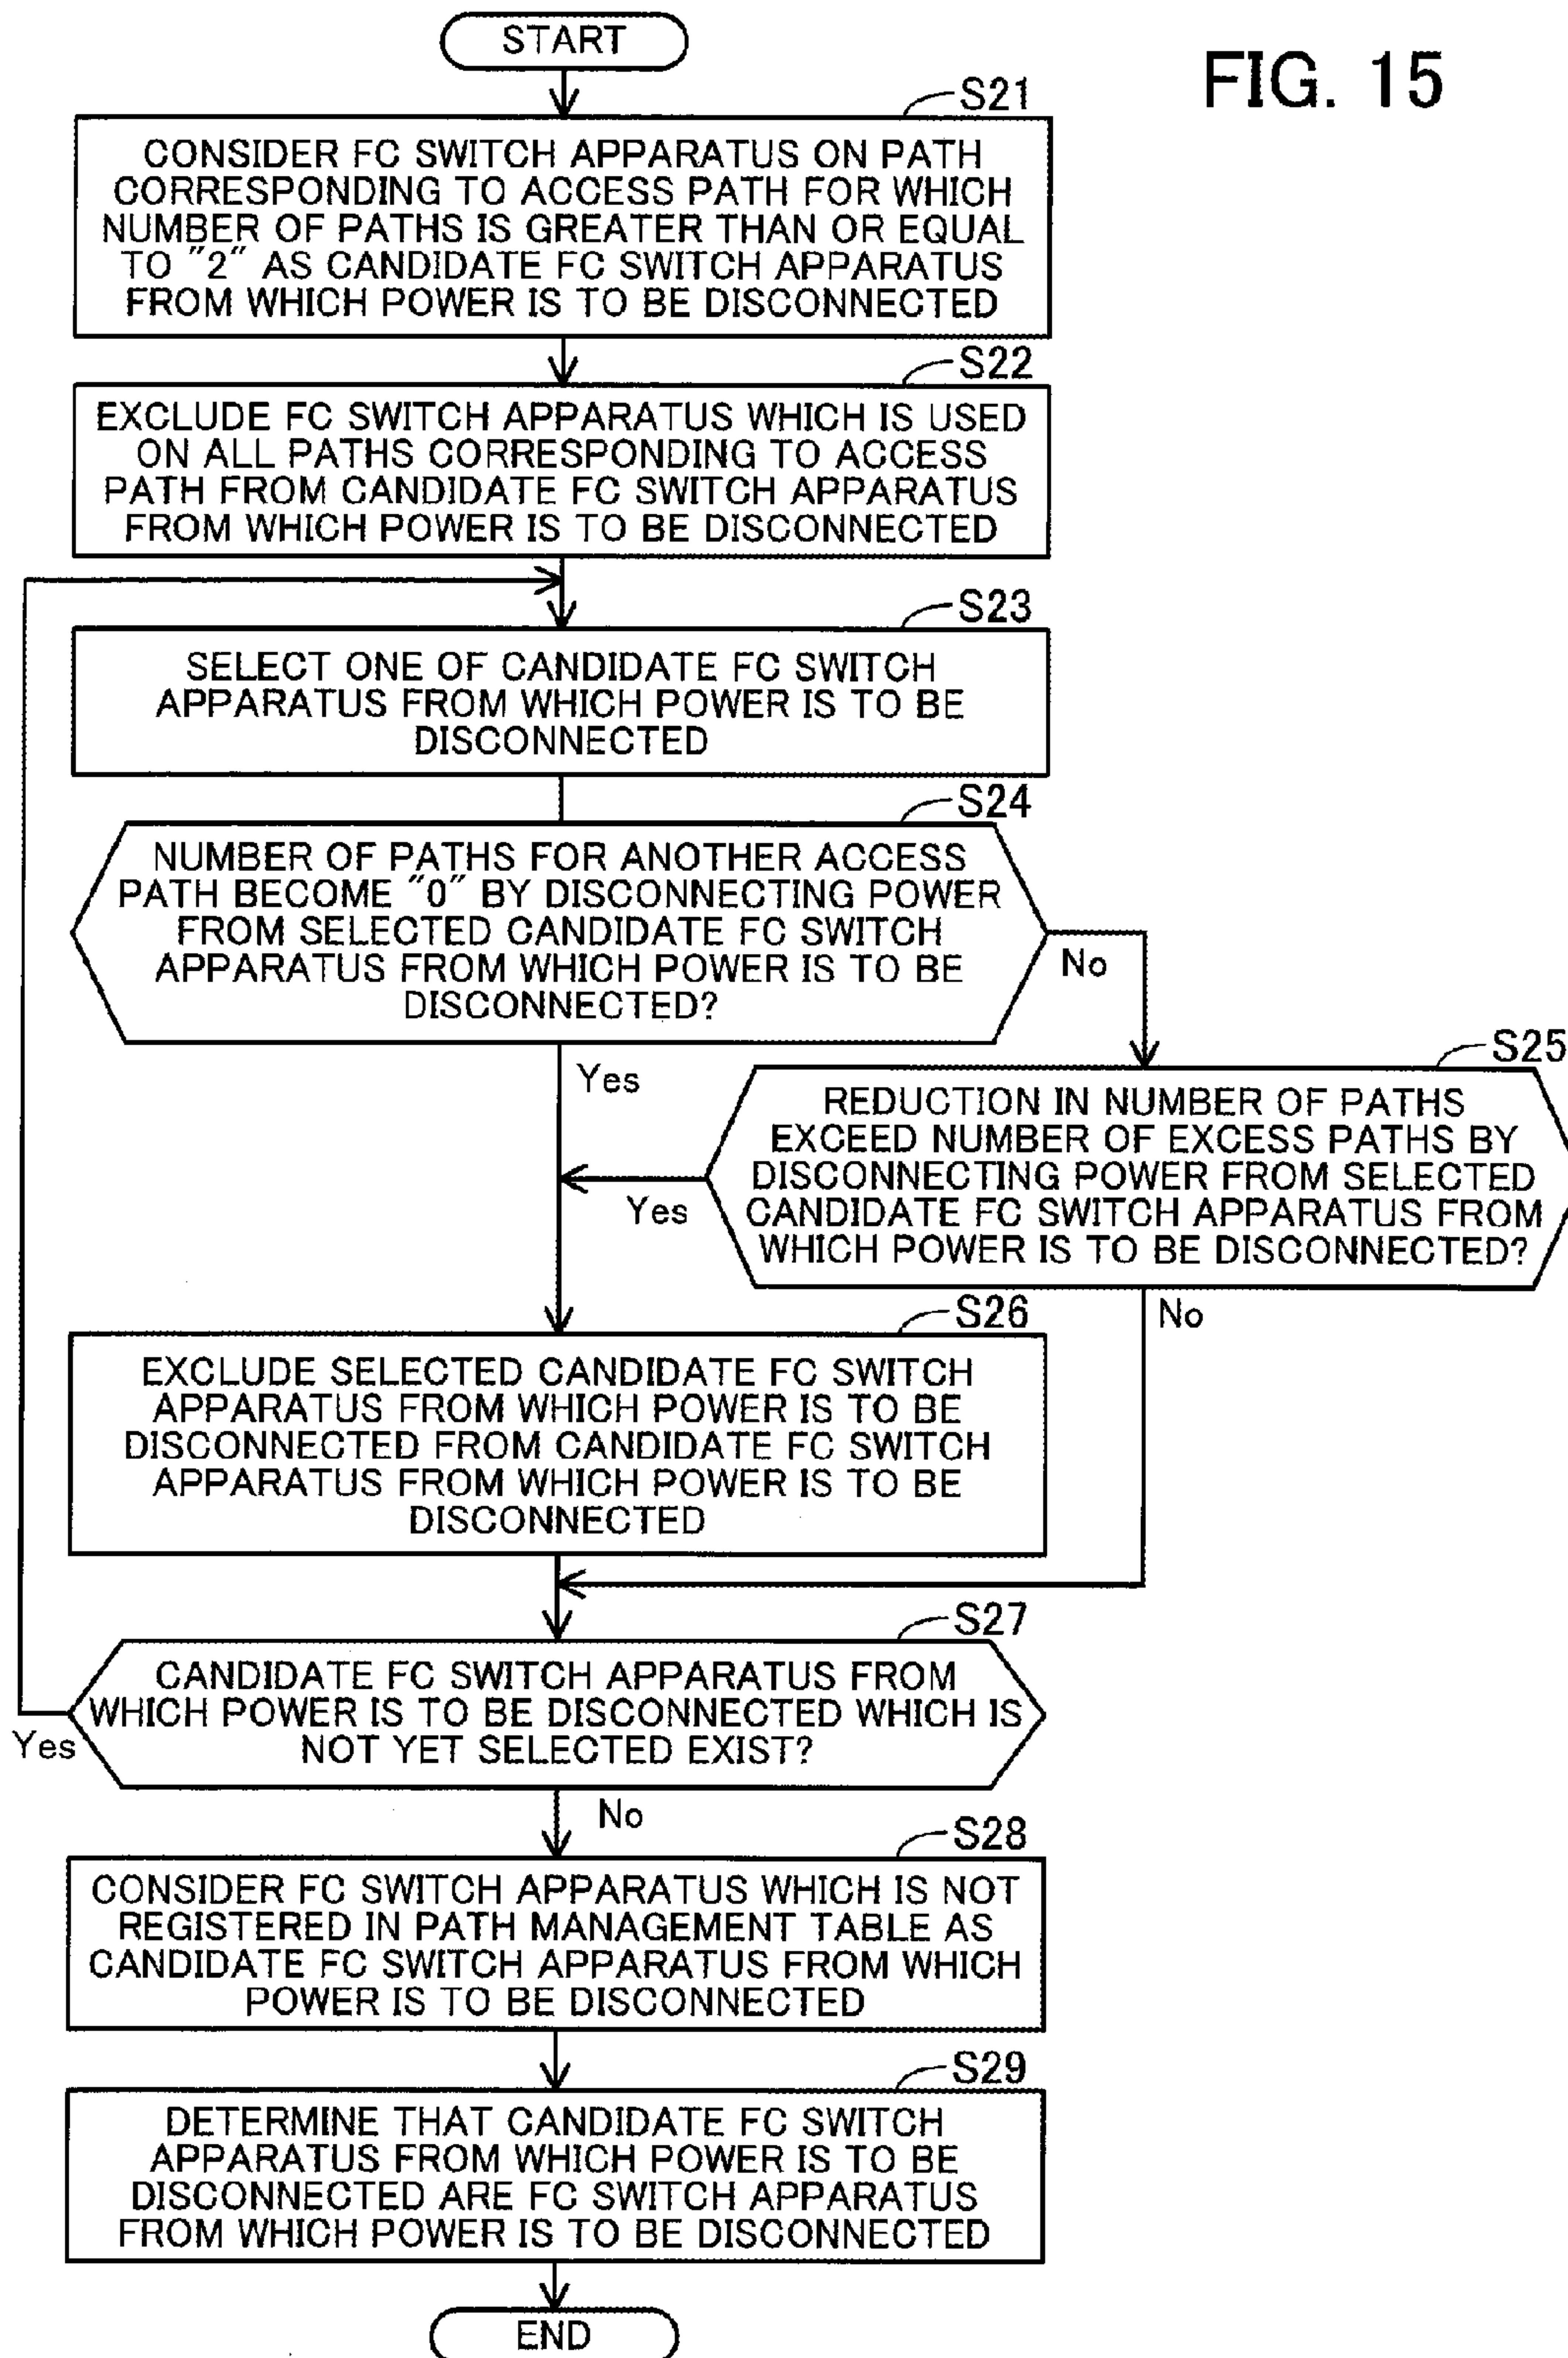 START
FIG. 15
S21
CONSIDER FC SWITCH APPARATUS ON PATH
CORRESPONDING TO ACCESS PATH FOR WHICH
NUMBER OF PATHS IS GREATER THAN OR EQUAL
TO "2" AS CANDIDATE FC SWITCH APPARATUS
FROM WHICH POWER IS TO BE DISCONNECTED
S22
EXCLUDE FC SWITCH APPARATUS WHICH IS USED
ON ALL PATHS CORRESPONDING TO ACCESS
PATH FROM CANDIDATE FC SWITCH APPARATUS
FROM WHICH POWER IS TO BE DISCONNECTED
S23
SELECT ONE OF CANDIDATE FC SWITCH
APPARATUS FROM WHICH POWER IS TO BE
DISCONNECTED
S24
NUMBER OF PATHS FOR ANOTHER ACCESS
PATH BECOME "0" BY DISCONNECTING POWER
FROM SELECTED CANDIDATE FC SWITCH
APPARATUS FROM WHICH POWER IS TO BE
DISCONNECTED?
No
Yes
S25
REDUCTION IN NUMBER OF PATHS
EXCEED NUMBER OF EXCESS PATHS BY
DISCONNECTING POWER FROM SELECTED
CANDIDATE FC SWITCH APPARATUS FROM
WHICH POWER IS TO BE DISCONNECTED?
Yes
No
S26
EXCLUDE SELECTED CANDIDATE FC SWITCH
APPARATUS FROM WHICH POWER IS TO BE
DISCONNECTED FROM CANDIDATE FC SWITCH
APPARATUS FROM WHICH POWER IS TO BE
DISCONNECTED
S27
CANDIDATE FC SWITCH APPARATUS FROM
WHICH POWER IS TO BE DISCONNECTED WHICH IS
NOT YET SELECTED EXIST?
Yes
No
S28
CONSIDER FC SWITCH APPARATUS WHICH IS NOT
REGISTERED IN PATH MANAGEMENT TABLE AS
CANDIDATE FC SWITCH APPARATUS FROM WHICH
POWER IS TO BE DISCONNECTED
S29
DETERMINE THAT CANDIDATE FC SWITCH
APPARATUS FROM WHICH POWER IS TO BE
DISCONNECTED ARE FC SWITCH APPARATUS
FROM WHICH POWER IS TO BE DISCONNECTED
END